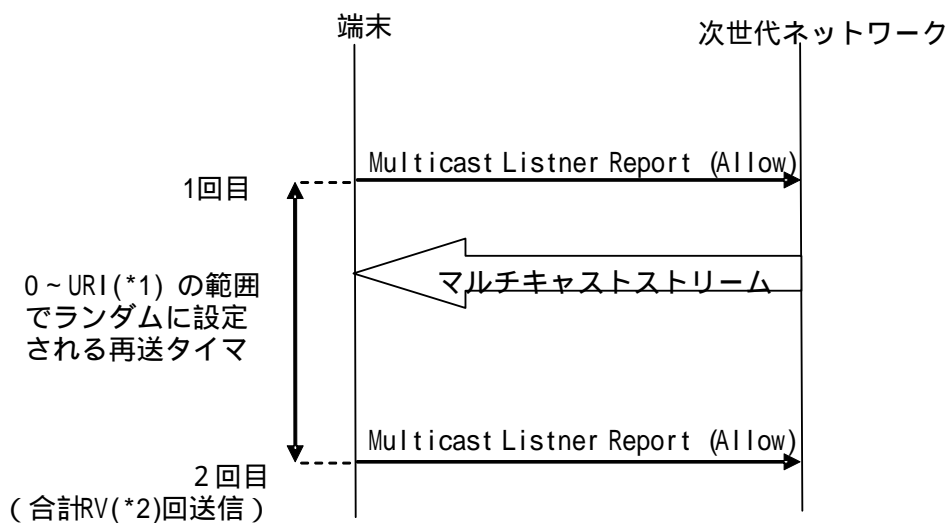 端末
次世代ネットワーク
Multicast Listner Report (Allow)
1回目
マルチキャストストリーム
0~URI(*1) の範囲
でランダムに設定
される再送タイマ
Multicast Listner Report (Allow)
2回目
(合計RV(*2)回送信)